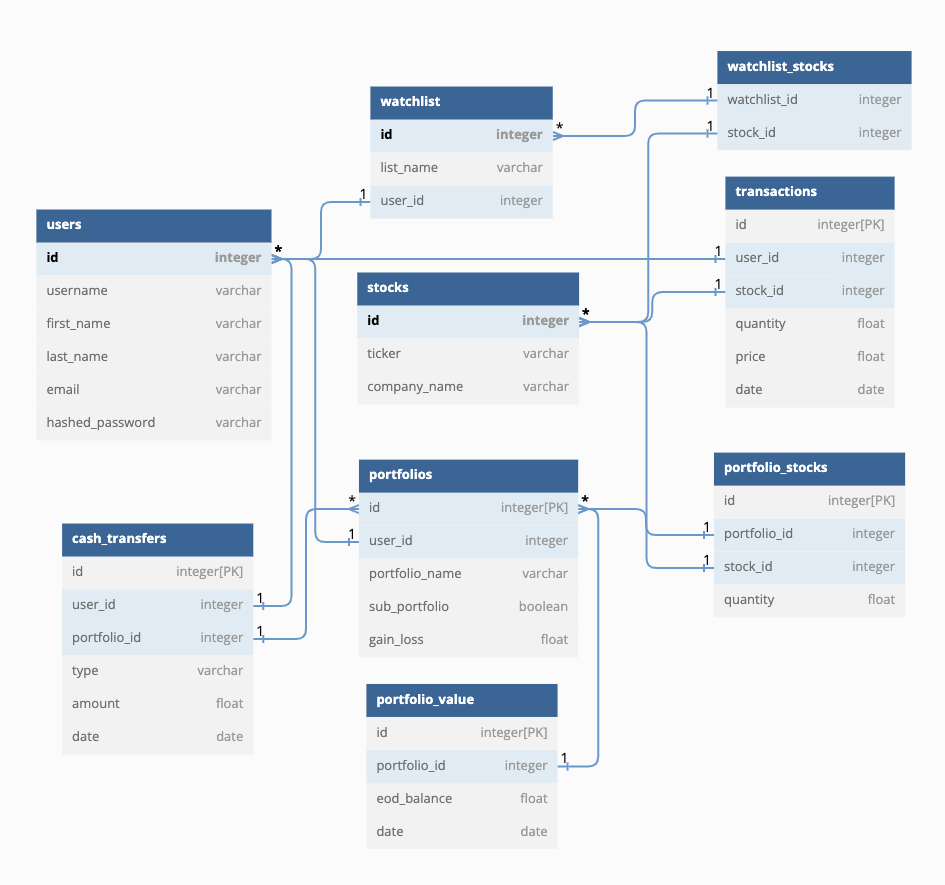 watchlist_stocks
watchlist_id integer
stock_id integer
1
1
watchlist
id integer
list_name varchar
user_id integer
*
1
transactions
id integer[PK]
user_id integer
stock_id integer
quantity float
price float
date date
1
1
users
id integer
username varchar
first_name varchar
last_name varchar
email varchar
hashed_password varchar
*
stocks
id integer
ticker varchar
company_name varchar
*
portfolios
id integer[PK]
user_id integer
portfolio_name varchar
sub_portfolio boolean
gain_loss float
*
*
1
portfolio_stocks
id integer[PK]
portfolio_id integer
stock_id integer
quantity float
1
1
cash_transfers
id integer[PK]
user_id integer
portfolio_id integer
type varchar
amount float
date date
1
1
portfolio_value
id integer[PK]
portfolio_id integer
eod_balance float
date date
1